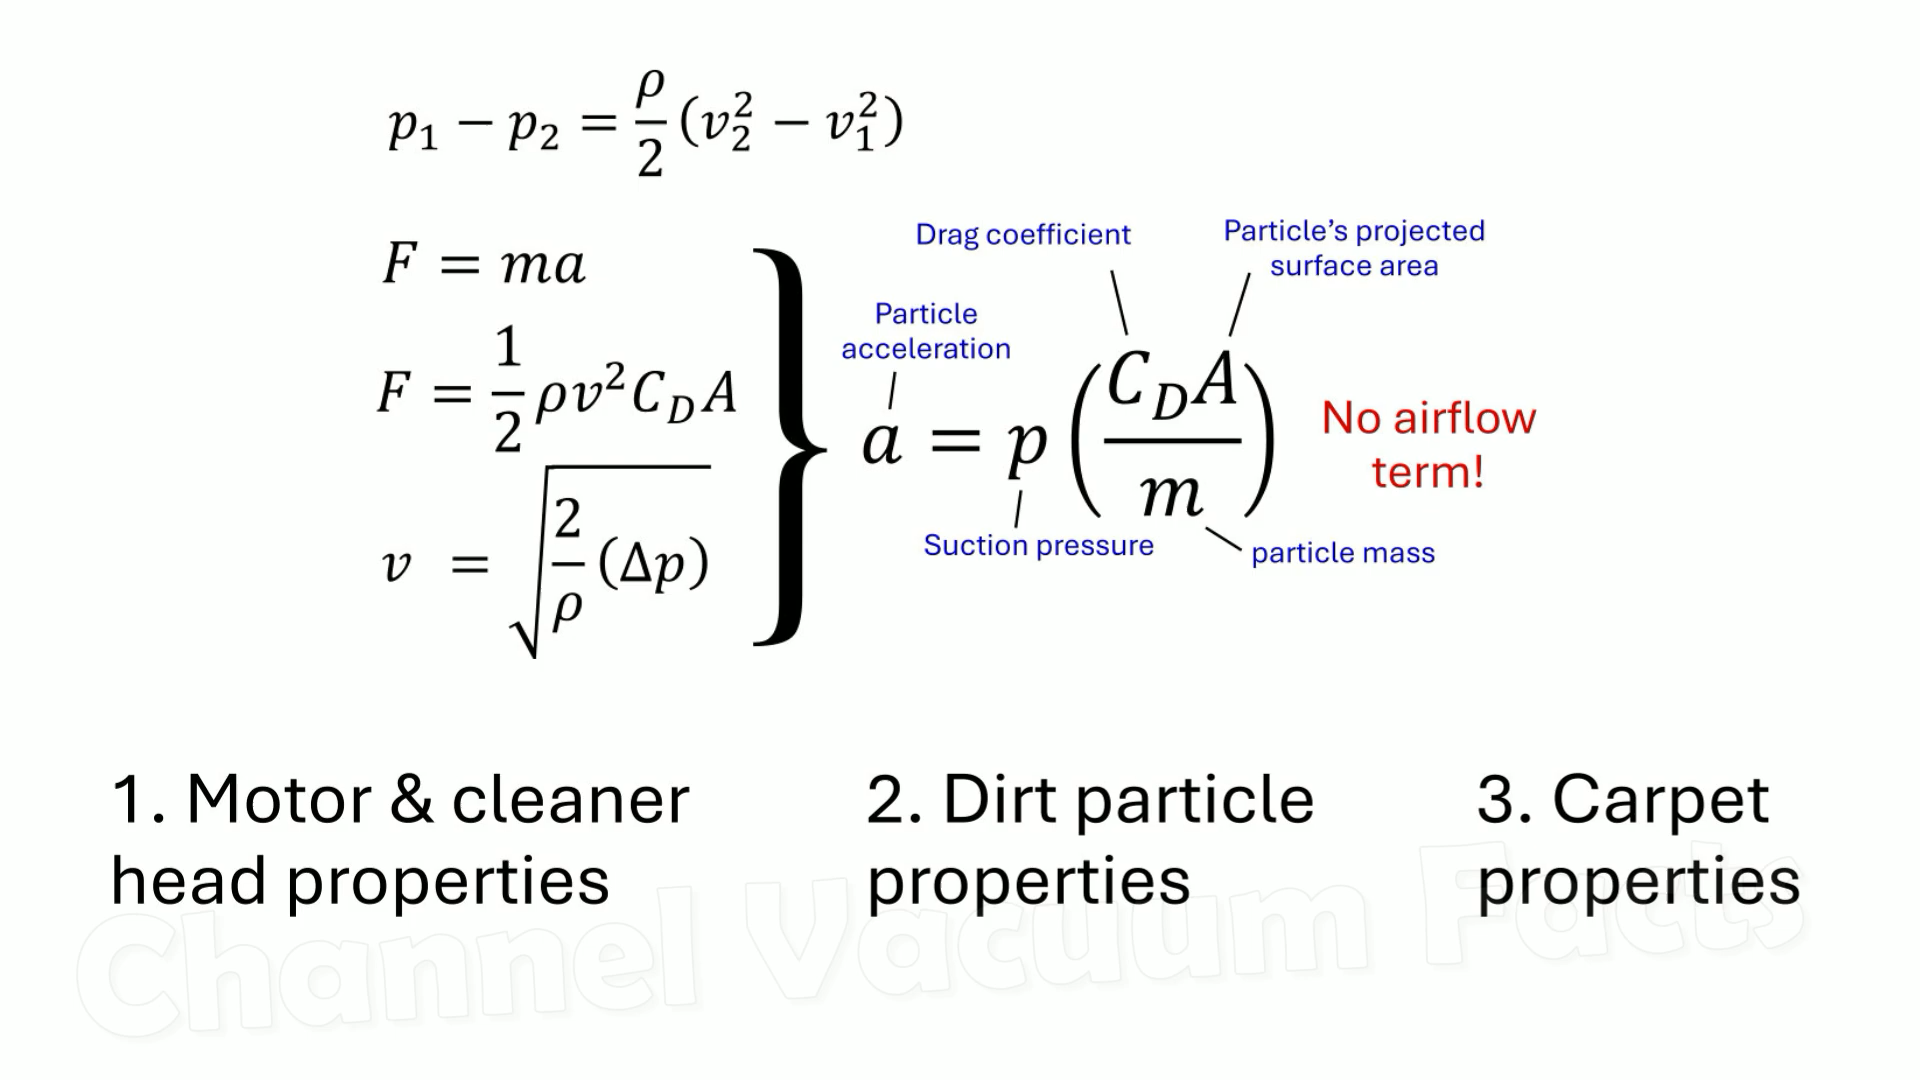 p₁ − p₂ = ρ/2 (v₂² − v₁²)
F = ma
F = 1/2 ρv²C_D A
v = √(2/ρ (Δp))
Drag coefficient
Particle’s projected
surface area
Particle
acceleration
a = p (C_D A / m)
No airflow
term!
Suction pressure
particle mass
1. Motor & cleaner
head properties
2. Dirt particle
properties
3. Carpet
properties
Channel Vacuum Facts